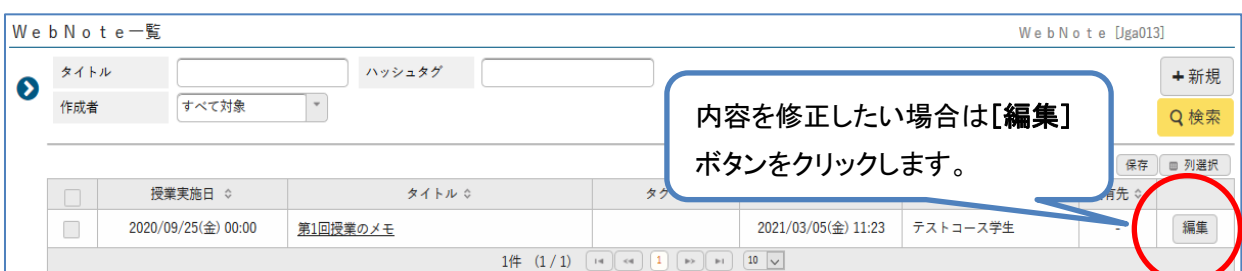 WebNote一覧 WebNote [Jga013]
タイトル ハッシュタグ +新規
作成者 すべて対象 検索
内容を修正したい場合は[編集]
ボタンをクリックします。
保存 列選択
授業実施日 タイトル タグ 有先
2020/09/25(金) 00:00 第1回授業のメモ 2021/03/05(金) 11:23 テストコース学生 - 編集
1件 (1/1) 1 10